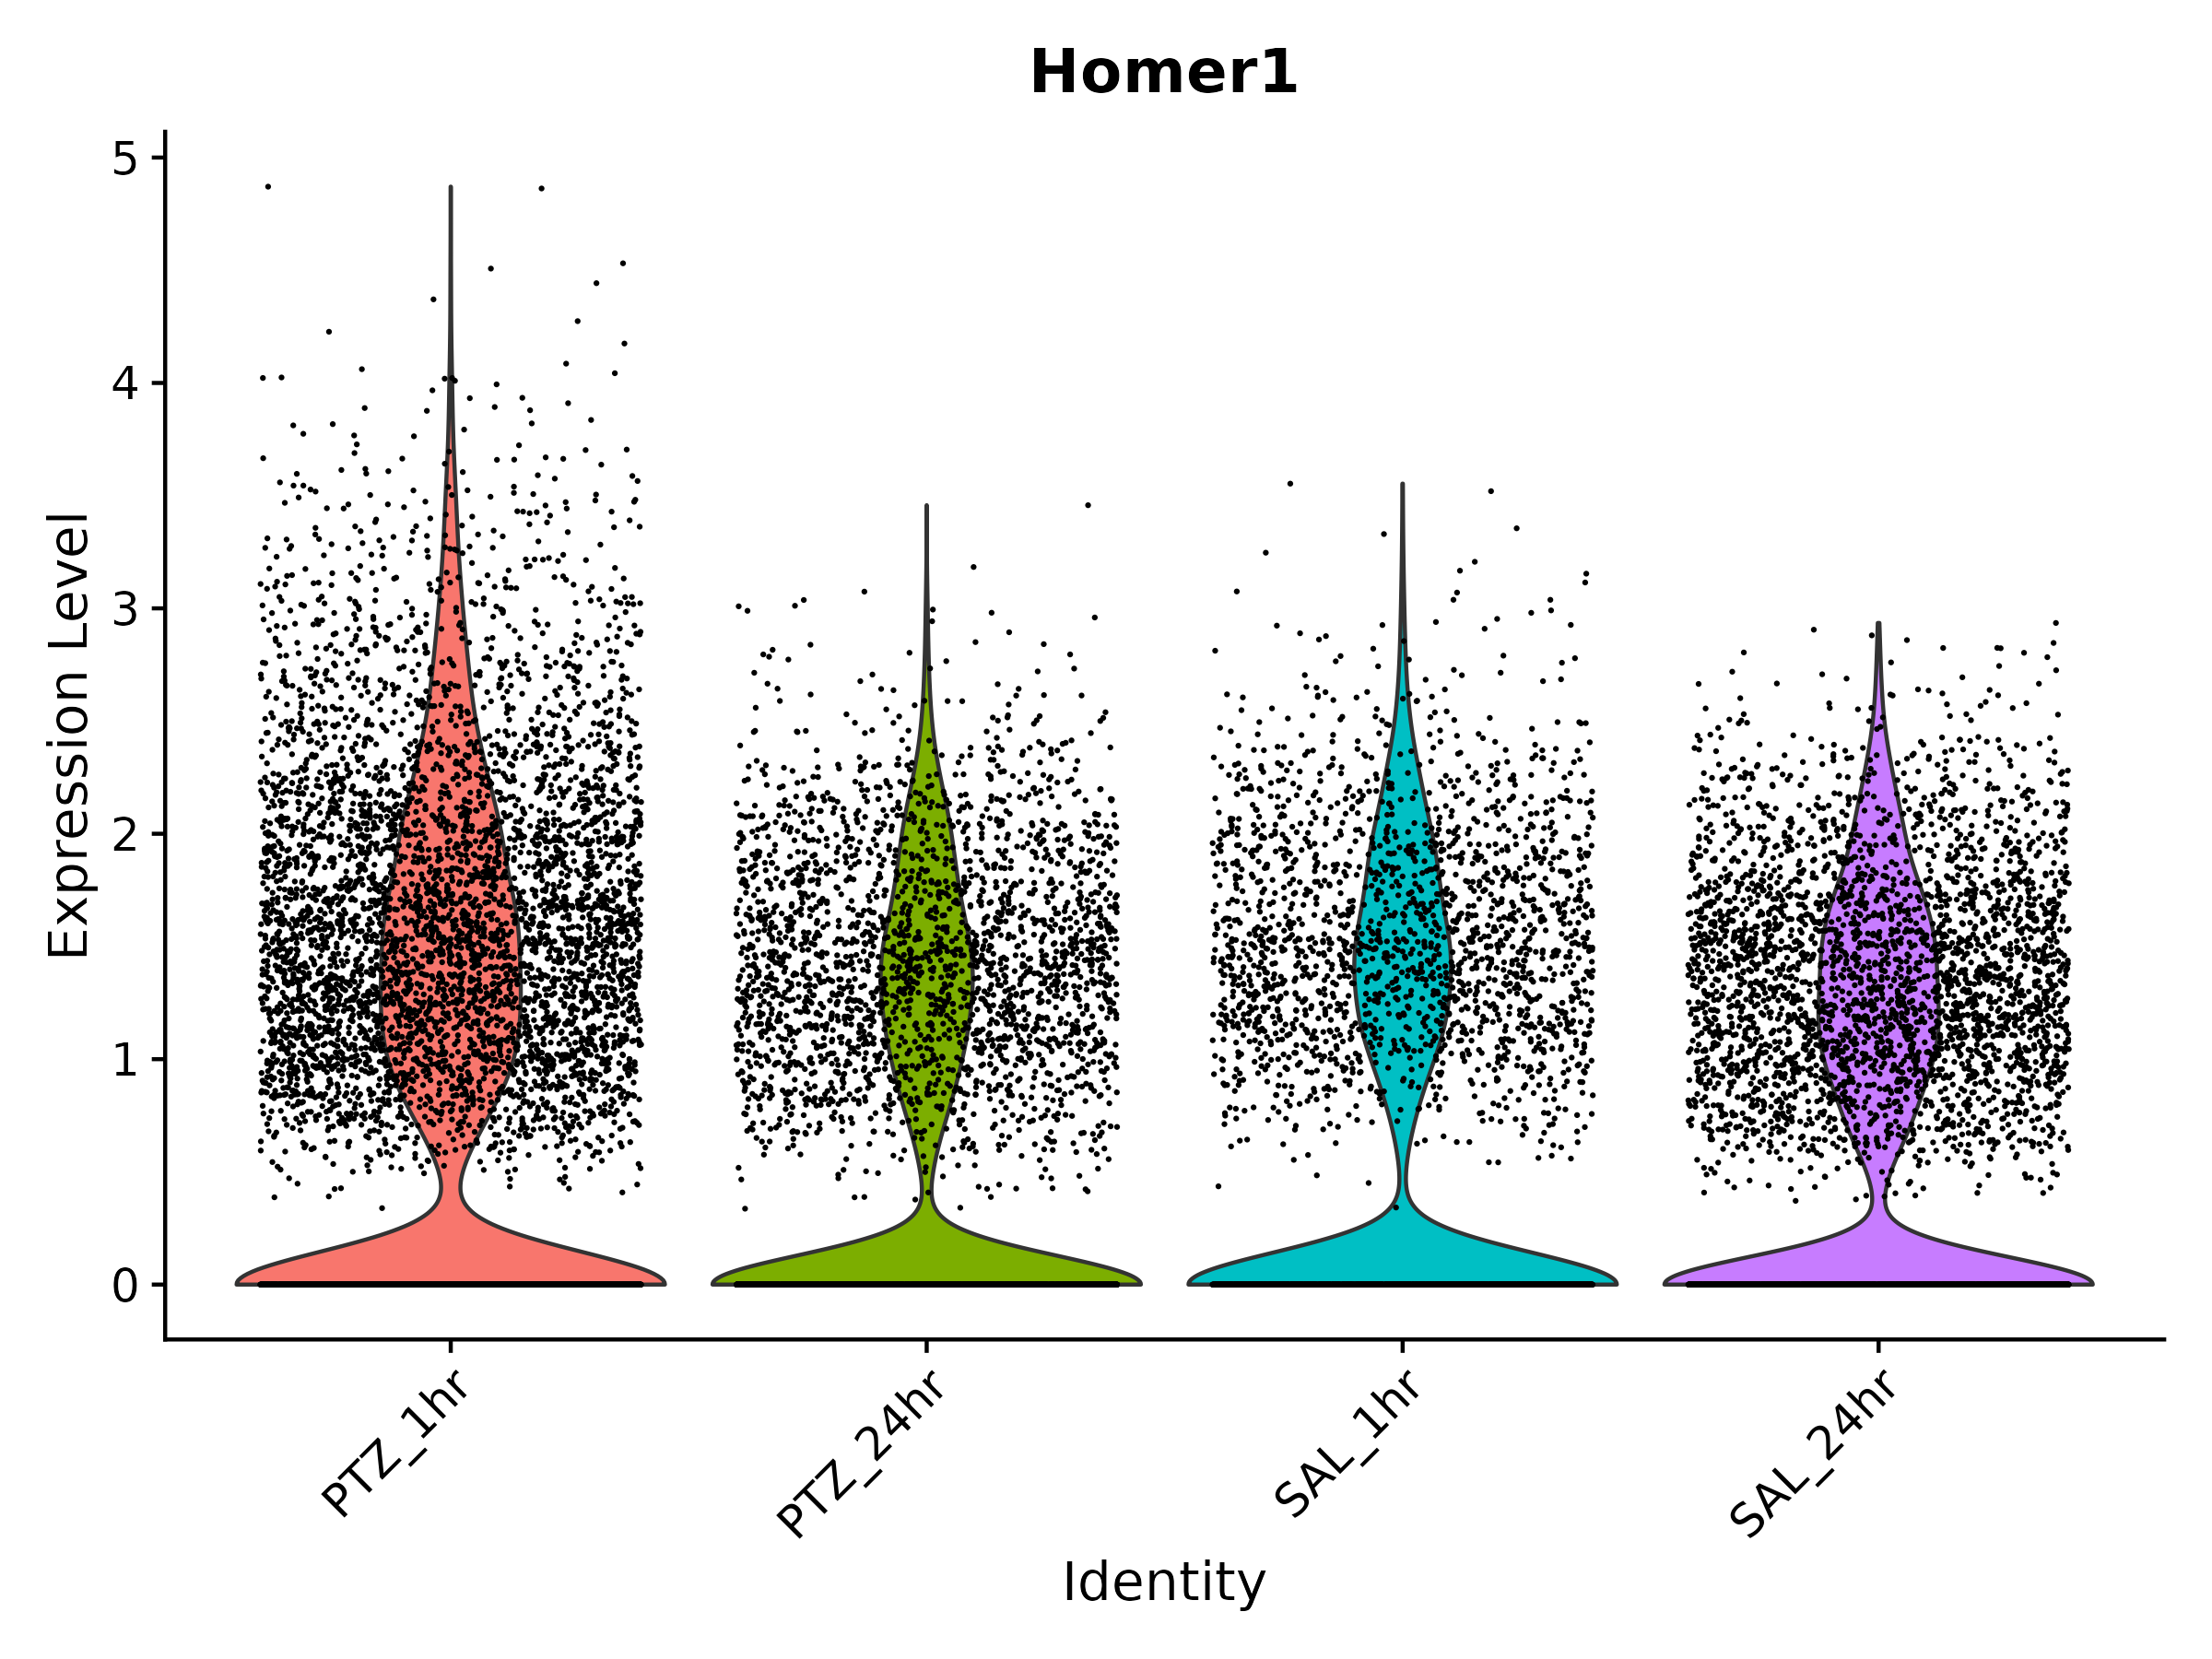 Homer1
Expression Level
5
4
3
2
1
0
PTZ_1hr
PTZ_24hr
SAL_1hr
SAL_24hr
Identity